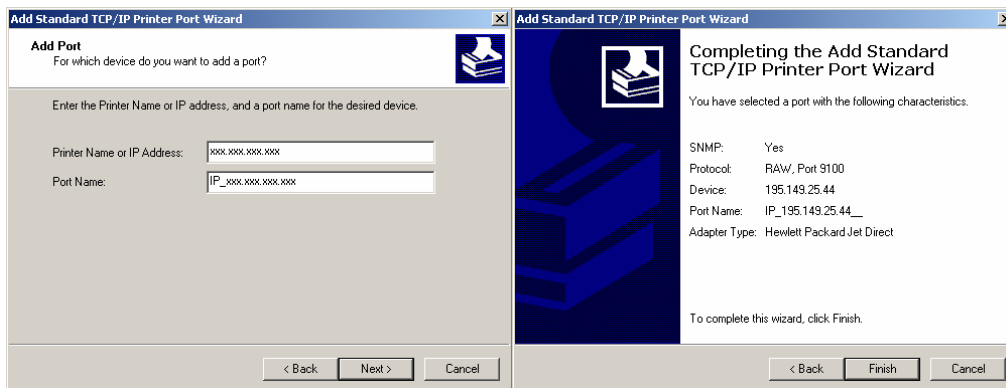 Add Standard TCP/IP Printer Port Wizard
Add Port
For which device do you want to add a port?
Enter the Printer Name or IP address, and a port name for the desired device.
Printer Name or IP Address: xxx.xxx.xxx.xxx
Port Name: IP_xxx.xxx.xxx.xxx
< Back Next > Cancel
Add Standard TCP/IP Printer Port Wizard
Completing the Add Standard
TCP/IP Printer Port Wizard
You have selected a port with the following characteristics.
SNMP: Yes
Protocol: RAW, Port 9100
Device: 195.149.25.44
Port Name: IP_195.149.25.44__
Adapter Type: Hewlett Packard Jet Direct
To complete this wizard, click Finish.
< Back Finish Cancel